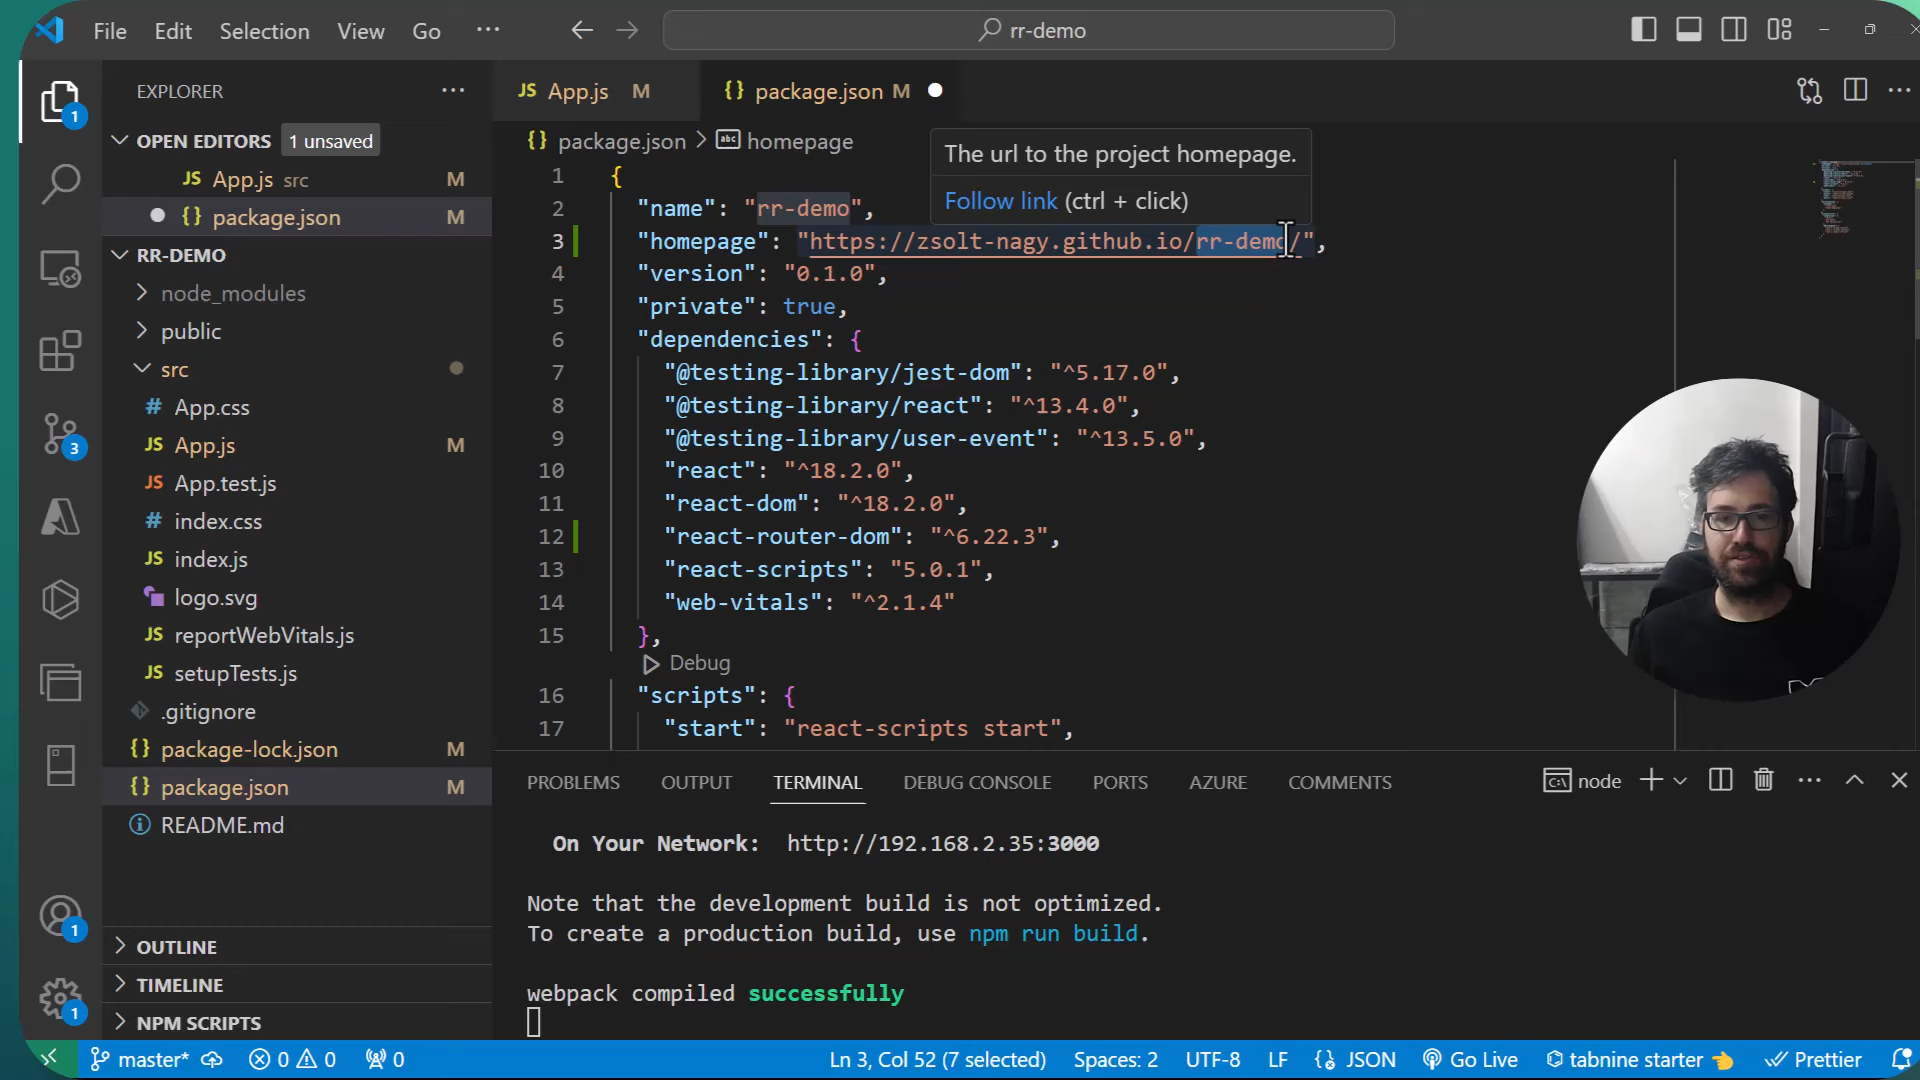 File Edit Selection View Go ··· rr-demo
EXPLORER ···
OPEN EDITORS 1 unsaved
JS App.js src M
{} package.json M
RR-DEMO
node_modules
public
src
# App.css
JS App.js M
JS App.test.js
# index.css
JS index.js
logo.svg
JS reportWebVitals.js
JS setupTests.js
.gitignore
{} package-lock.json M
{} package.json M
README.md
OUTLINE
TIMELINE
NPM SCRIPTS
1
3
1
1
JS App.js M {} package.json M
{} package.json > abc homepage
The url to the project homepage.
Follow link (ctrl + click)
1 {
2 "name": "rr-demo",
3 "homepage": "https://zsolt-nagy.github.io/rr-demo/",
4 "version": "0.1.0",
5 "private": true,
6 "dependencies": {
7 "@testing-library/jest-dom": "^5.17.0",
8 "@testing-library/react": "^13.4.0",
9 "@testing-library/user-event": "^13.5.0",
10 "react": "^18.2.0",
11 "react-dom": "^18.2.0",
12 "react-router-dom": "^6.22.3",
13 "react-scripts": "5.0.1",
14 "web-vitals": "^2.1.4"
15 },
Debug
16 "scripts": {
17 "start": "react-scripts start",
PROBLEMS OUTPUT TERMINAL DEBUG CONSOLE PORTS AZURE COMMENTS node
On Your Network: http://192.168.2.35:3000
Note that the development build is not optimized.
To create a production build, use npm run build.
webpack compiled successfully
master* 0 0 0 Ln 3, Col 52 (7 selected) Spaces: 2 UTF-8 LF {} JSON Go Live tabnine starter Prettier